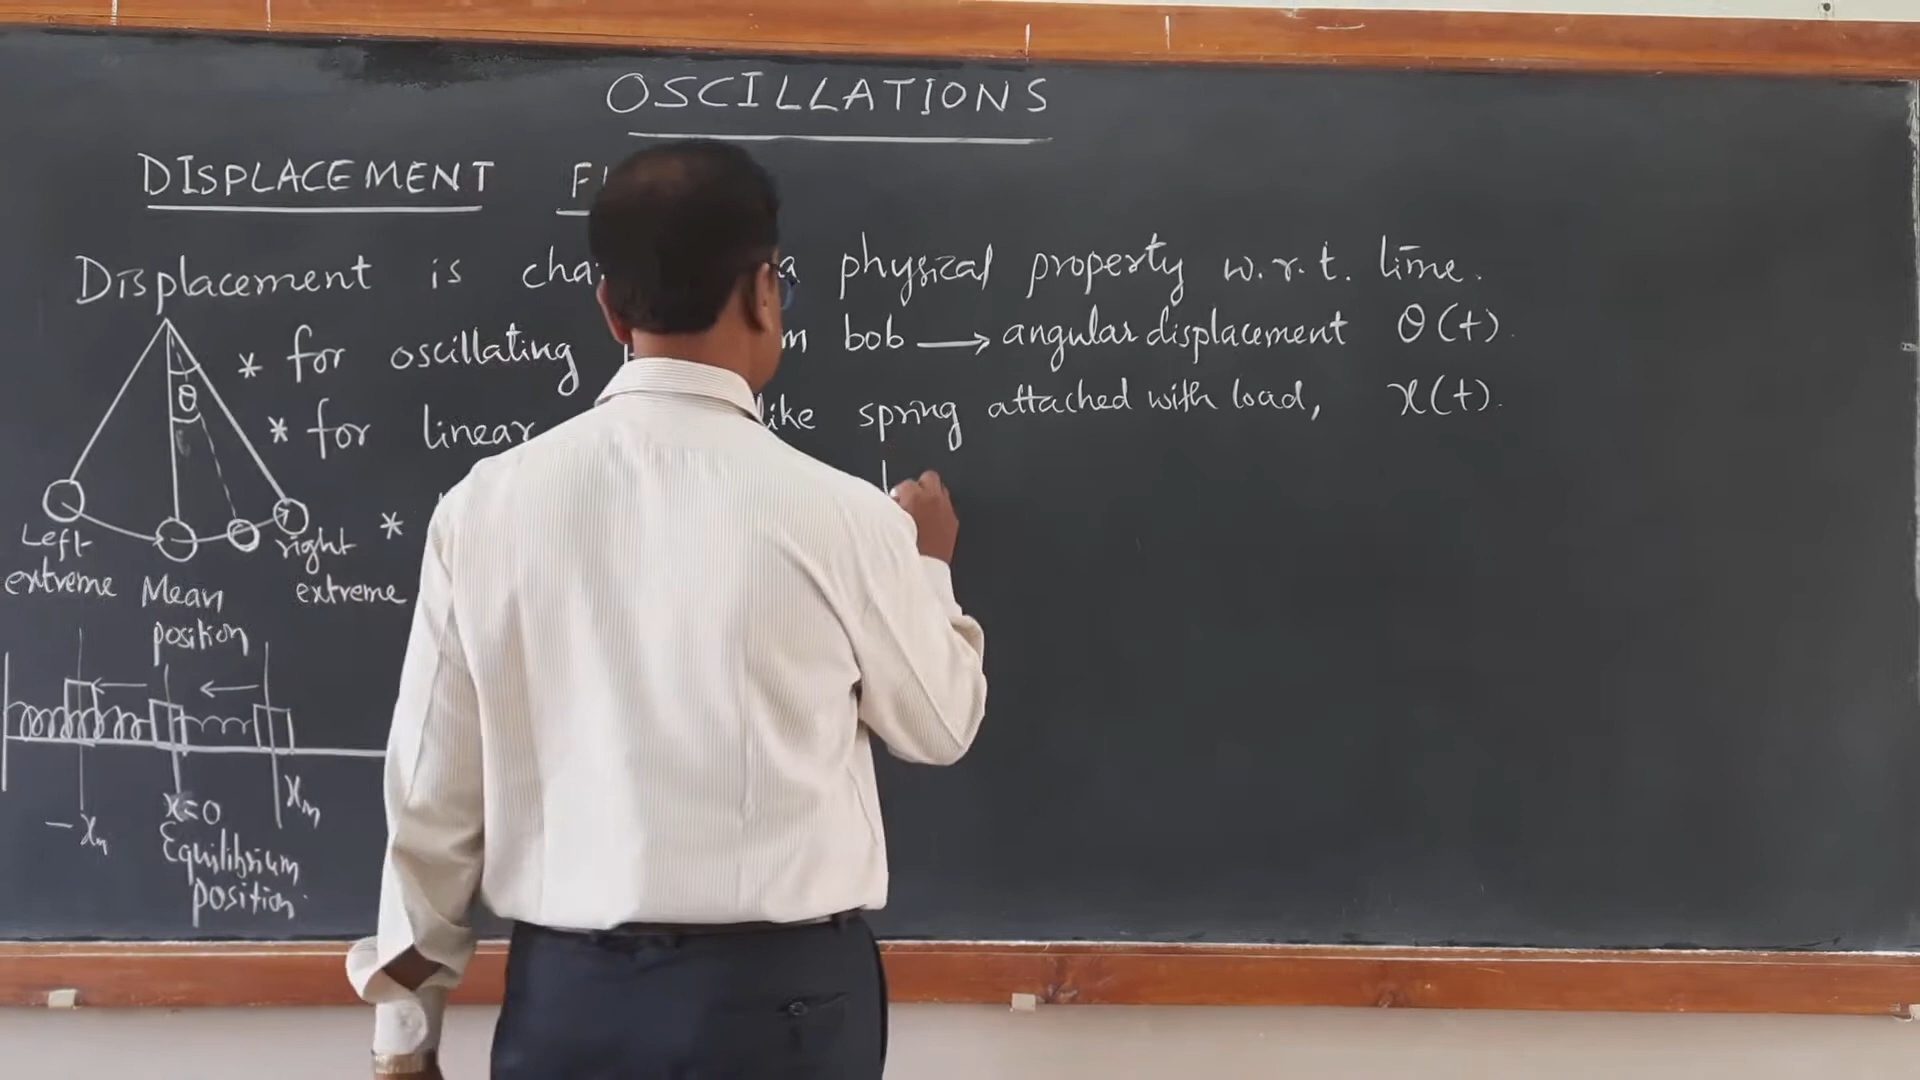 OSCILLATIONS
DISPLACEMENT
Displacement is a physical property w.r.t. time.
* for oscillating bob → angular displacement θ(t).
* for linear like spring attached with load, x(t).
*
θ
Left extreme
Mean position
right extreme
-xm
x=0
xm
Equilibrium position.